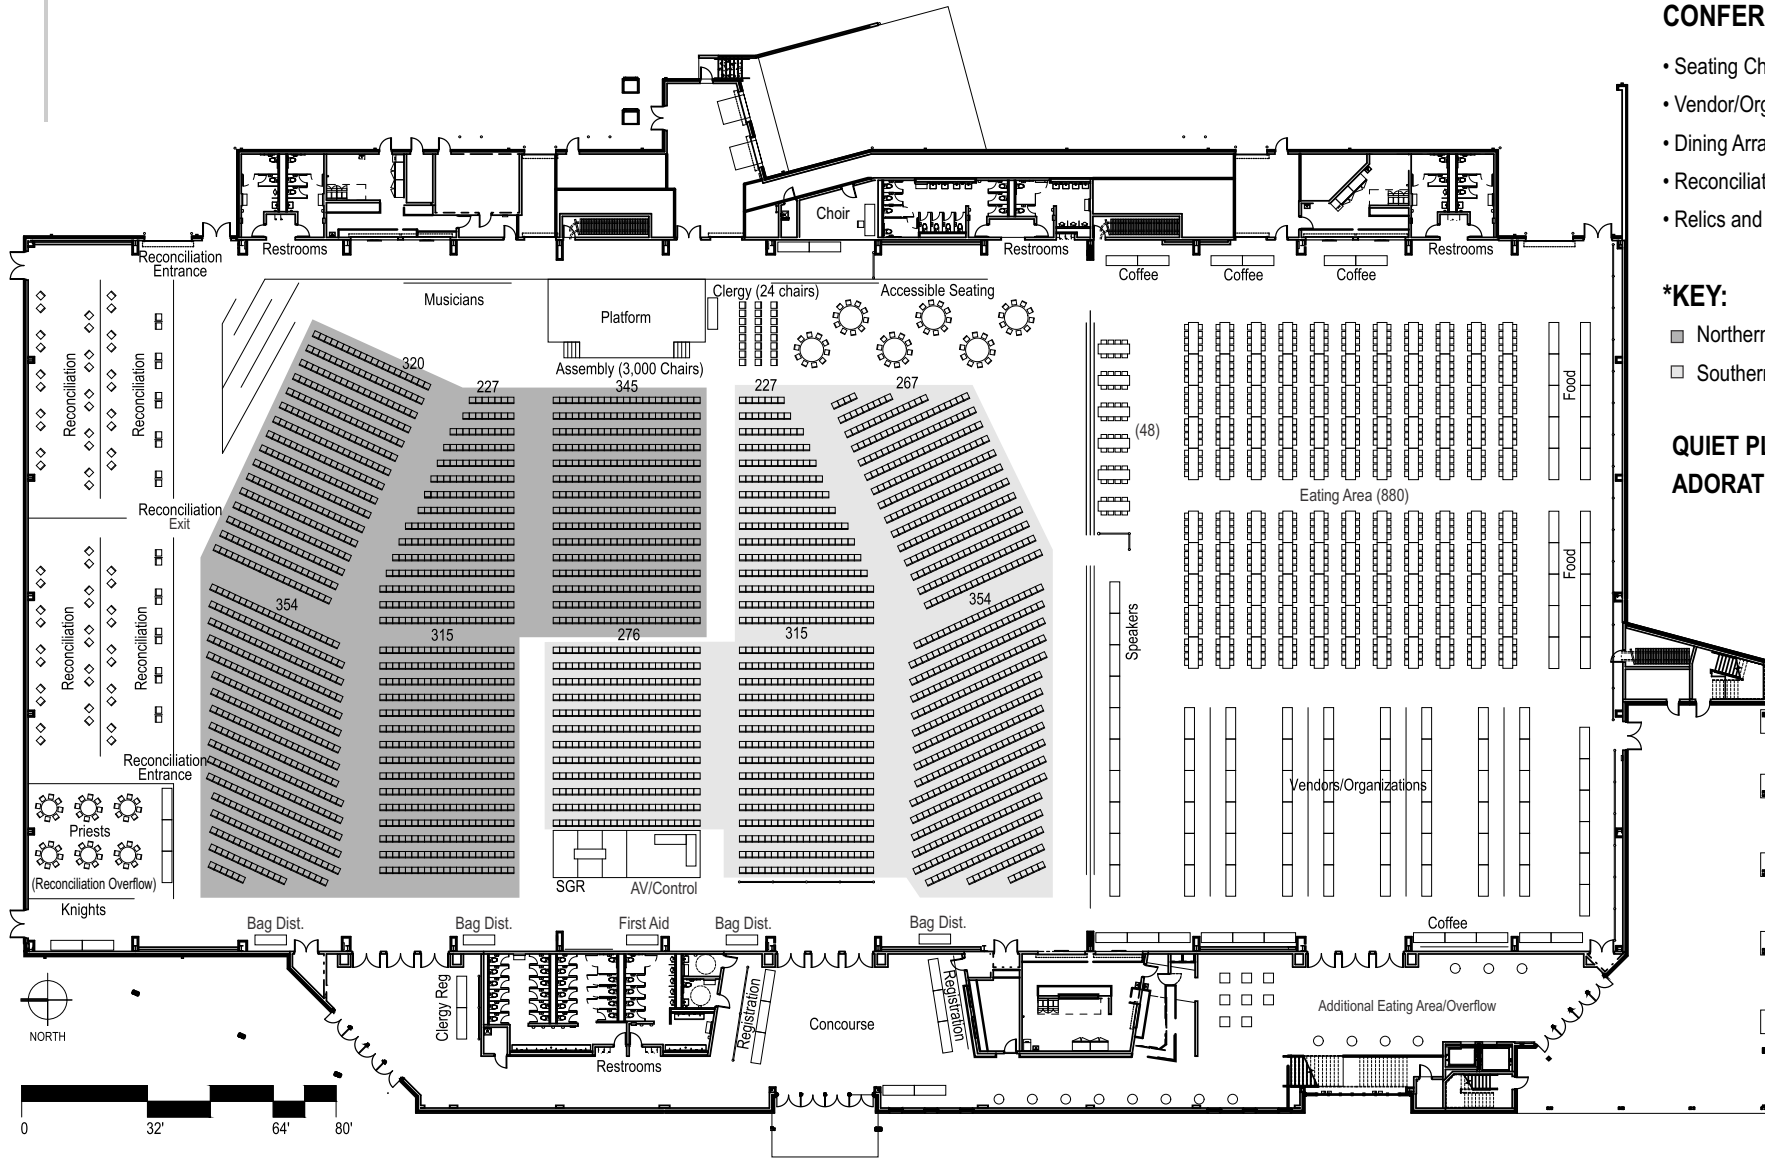 CONFER
• Seating Ch
• Vendor/Org
• Dining Arra
• Reconciliat
• Relics and
*KEY:
Northern
Southern
QUIET PL
ADORAT
Choir
Restrooms
Restrooms
Restrooms
Reconciliation
Entrance
Coffee
Coffee
Coffee
Musicians
Platform
Clergy (24 chairs)
Accessible Seating
Assembly (3,000 Chairs)
320
227
345
227
267
Reconciliation
Reconciliation
(48)
Food
Eating Area (880)
Reconciliation
Exit
Food
354
354
315
276
315
Reconciliation
Reconciliation
Speakers
Reconciliation
Entrance
Vendors/Organizations
Priests
(Reconciliation Overflow)
SGR
AV/Control
Knights
Bag Dist.
Bag Dist.
First Aid
Bag Dist.
Bag Dist.
Coffee
Clergy Reg
Registration
Concourse
Registration
Additional Eating Area/Overflow
NORTH
Restrooms
0
32'
64'
80'